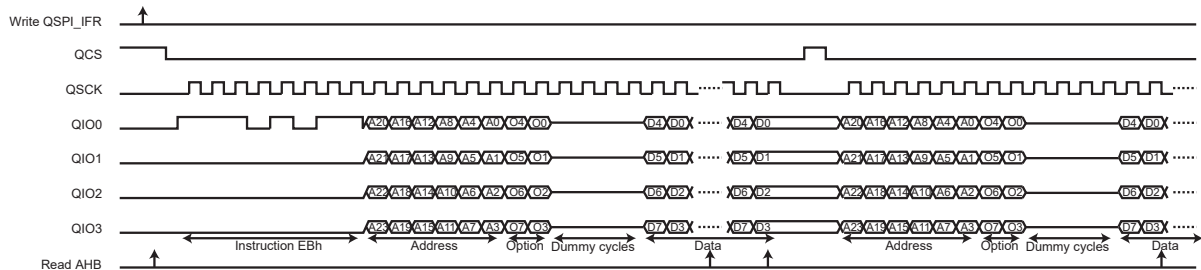 Write QSPI_IFR
QCS
QSCK
QIO0 A20 A16 A12 A8 A4 A0 O4 O0 D4 D0 D4 D0 A20 A16 A12 A8 A4 A0 O4 O0 D4 D0
QIO1 A21 A17 A13 A9 A5 A1 O5 O1 D5 D1 D5 D1 A21 A17 A13 A9 A5 A1 O5 O1 D5 D1
QIO2 A22 A18 A14 A10 A6 A2 O6 O2 D6 D2 D6 D2 A22 A18 A14 A10 A6 A2 O6 O2 D6 D2
QIO3 A23 A19 A15 A11 A7 A3 O7 O3 D7 D3 D7 D3 A23 A19 A15 A11 A7 A3 O7 O3 D7 D3
Instruction EBh Address Option Dummy cycles Data Address Option Dummy cycles Data
Read AHB